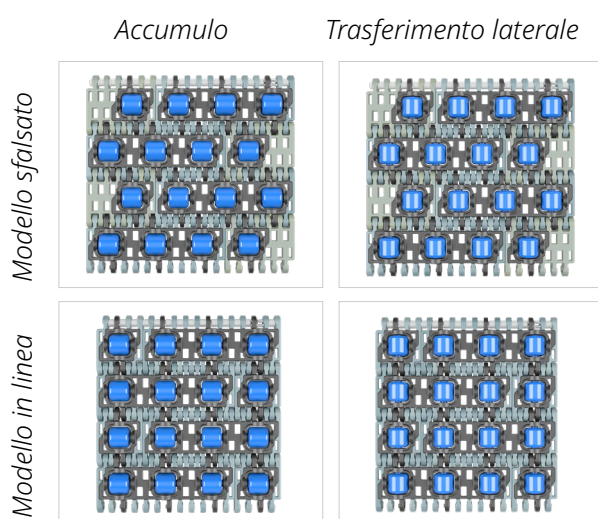 Accumulo
Trasferimento laterale
Modello sfalsato
Modello in linea